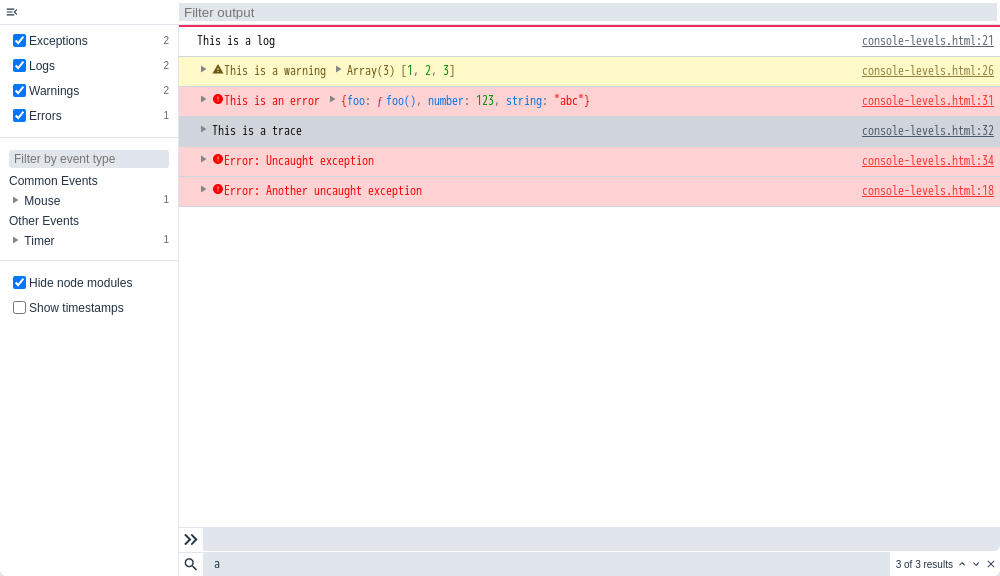 Filter output
Exceptions 2
Logs 2
Warnings 2
Errors 1
Filter by event type
Common Events
Mouse 1
Other Events
Timer 1
Hide node modules
Show timestamps
This is a log console-levels.html:21
This is a warning Array(3) [1, 2, 3] console-levels.html:26
This is an error {foo: ƒ foo(), number: 123, string: "abc"} console-levels.html:31
This is a trace console-levels.html:32
Error: Uncaught exception console-levels.html:34
Error: Another uncaught exception console-levels.html:18
a 3 of 3 results